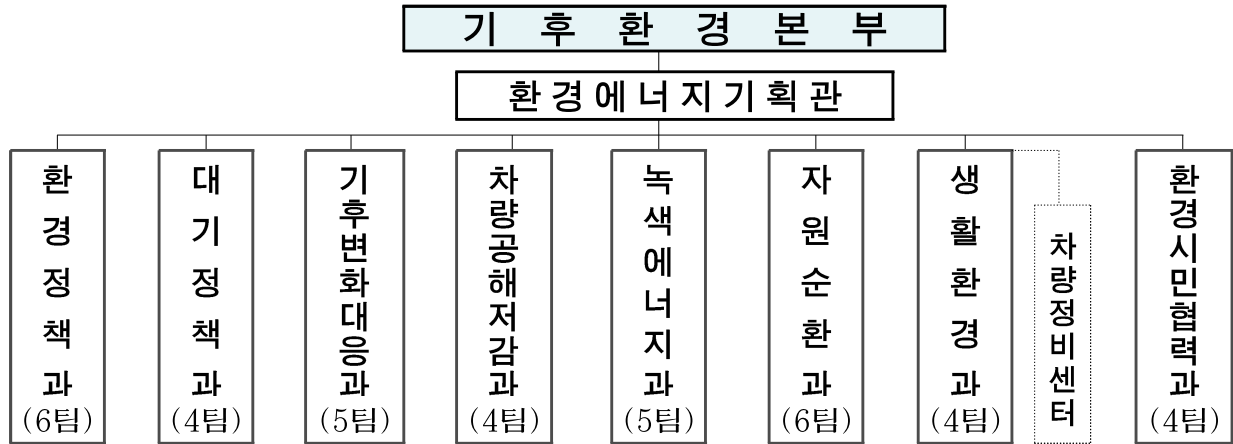 기 후 환 경 본 부
환경에너지기획관
환경정책과
(6팀)
대기정책과
(4팀)
기후변화대응과
(5팀)
차량공해저감과
(4팀)
녹색에너지과
(5팀)
자원순환과
(6팀)
생활환경과
(4팀)
차량정비센터
환경시민협력과
(4팀)